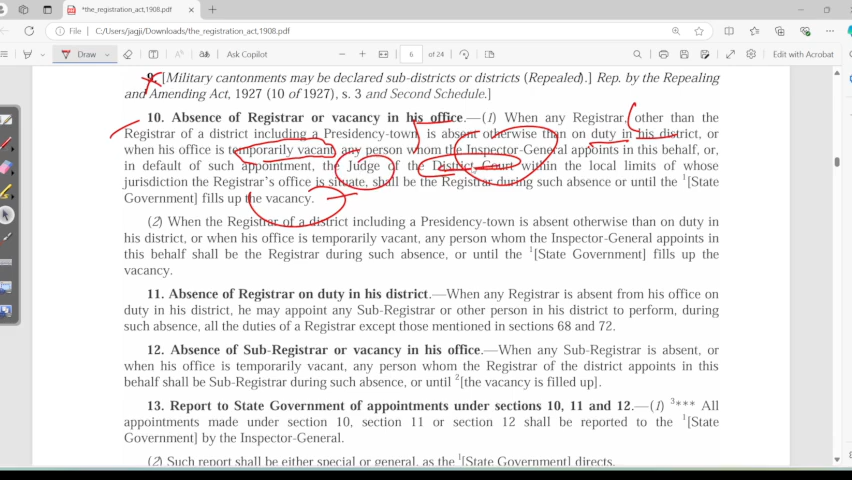 *the_registration_act,1908.pdf
File
C:/Users/jagji/Downloads/the_registration_act,1908.pdf
Draw
Ask Copilot
6
of 24
Edit with Acrobat
9. [Military cantonments may be declared sub-districts or districts (Repealed).] Rep. by the Repealing
and Amending Act, 1927 (10 of 1927), s. 3 and Second Schedule.]
10. Absence of Registrar or vacancy in his office.—(1) When any Registrar, other than the
Registrar of a district including a Presidency-town, is absent otherwise than on duty in his district, or
when his office is temporarily vacant, any person whom the Inspector-General appoints in this behalf, or,
in default of such appointment, the Judge of the District Court within the local limits of whose
jurisdiction the Registrar's office is situate, shall be the Registrar during such absence or until the 1[State
Government] fills up the vacancy.
(2) When the Registrar of a district including a Presidency-town is absent otherwise than on duty in
his district, or when his office is temporarily vacant, any person whom the Inspector-General appoints in
this behalf shall be the Registrar during such absence, or until the 1[State Government] fills up the
vacancy.
11. Absence of Registrar on duty in his district.—When any Registrar is absent from his office on
duty in his district, he may appoint any Sub-Registrar or other person in his district to perform, during
such absence, all the duties of a Registrar except those mentioned in sections 68 and 72.
12. Absence of Sub-Registrar or vacancy in his office.—When any Sub-Registrar is absent, or
when his office is temporarily vacant, any person whom the Registrar of the district appoints in this
behalf shall be Sub-Registrar during such absence, or until 2[the vacancy is filled up].
13. Report to State Government of appointments under sections 10, 11 and 12.—(1) 3*** All
appointments made under section 10, section 11 or section 12 shall be reported to the 1[State
Government] by the Inspector-General.
(2) Such report shall be either special or general, as the 1[State Government] directs.